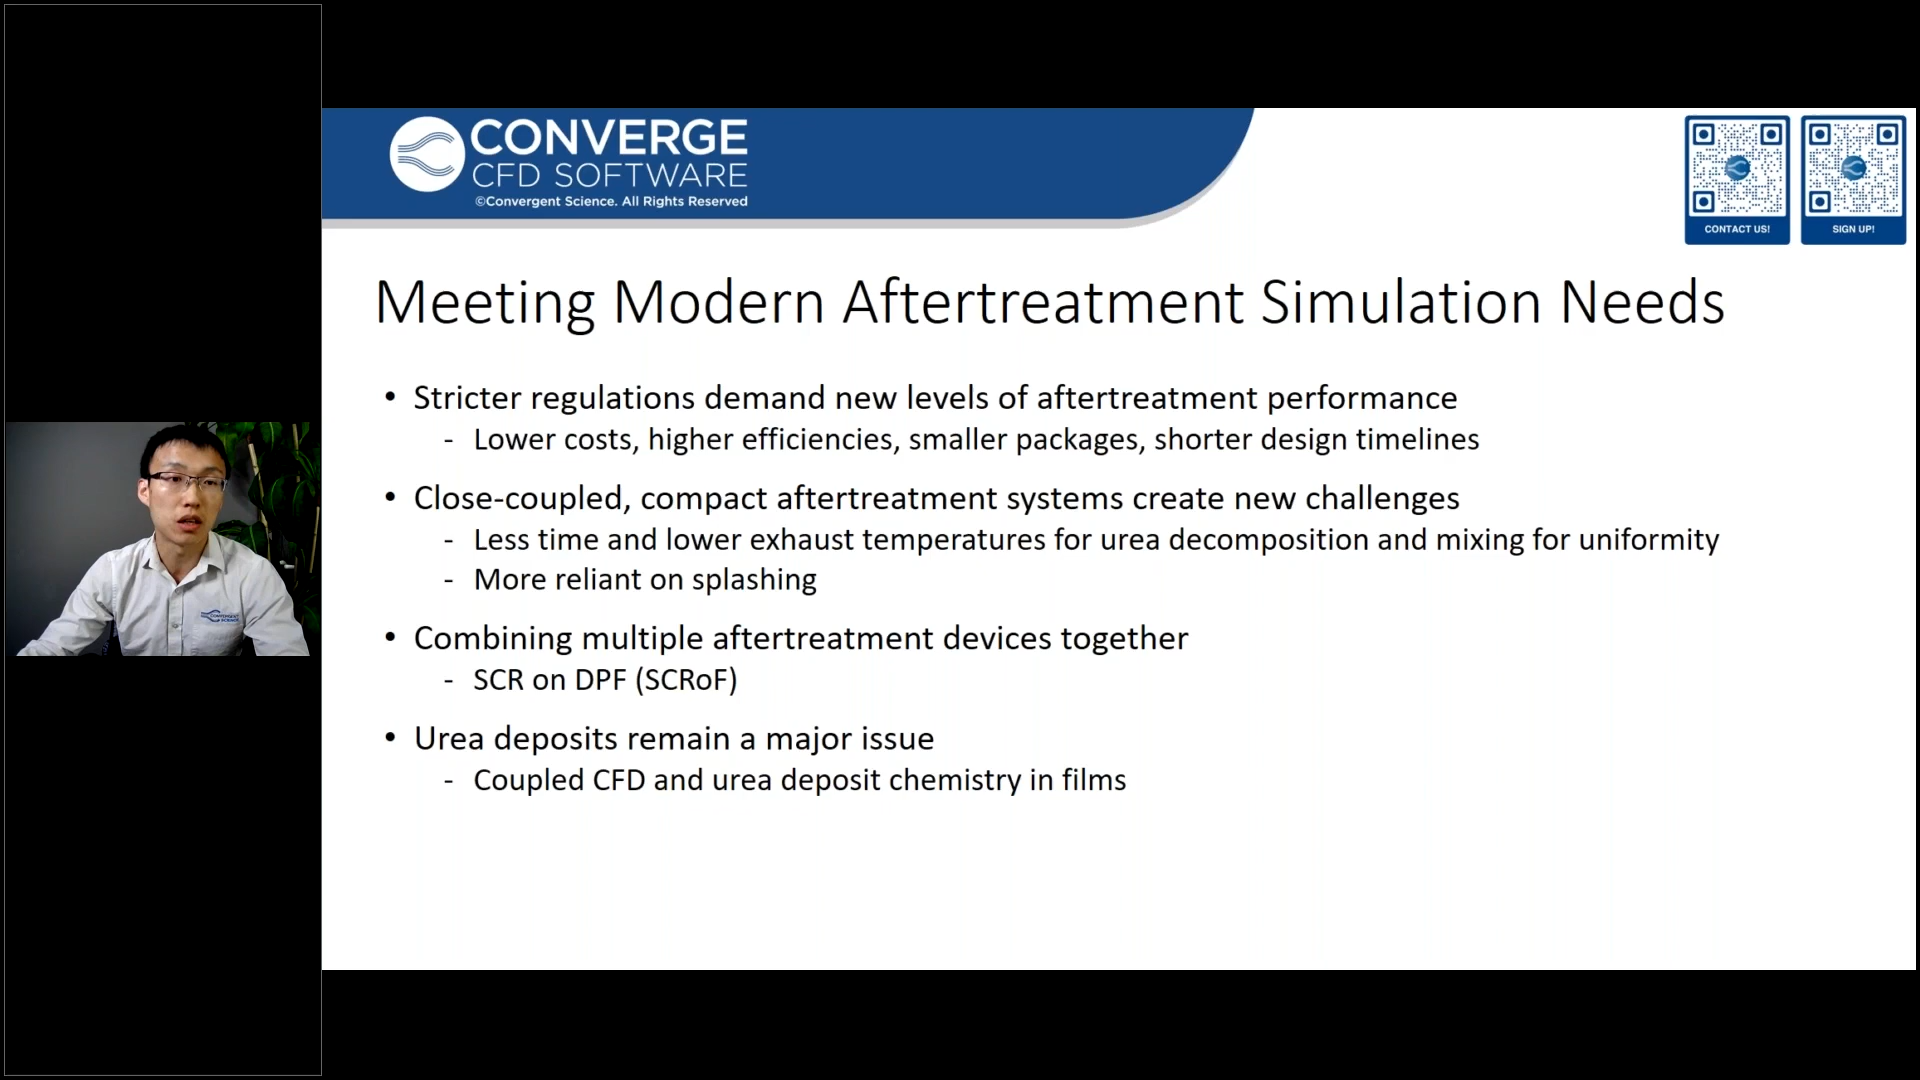 CONVERGE
CFD SOFTWARE
©Convergent Science. All Rights Reserved
CONTACT US!
SIGN UP!
Meeting Modern Aftertreatment Simulation Needs
• Stricter regulations demand new levels of aftertreatment performance
- Lower costs, higher efficiencies, smaller packages, shorter design timelines
• Close-coupled, compact aftertreatment systems create new challenges
- Less time and lower exhaust temperatures for urea decomposition and mixing for uniformity
- More reliant on splashing
• Combining multiple aftertreatment devices together
- SCR on DPF (SCRoF)
• Urea deposits remain a major issue
- Coupled CFD and urea deposit chemistry in films
CONVERGENT
SCIENCE